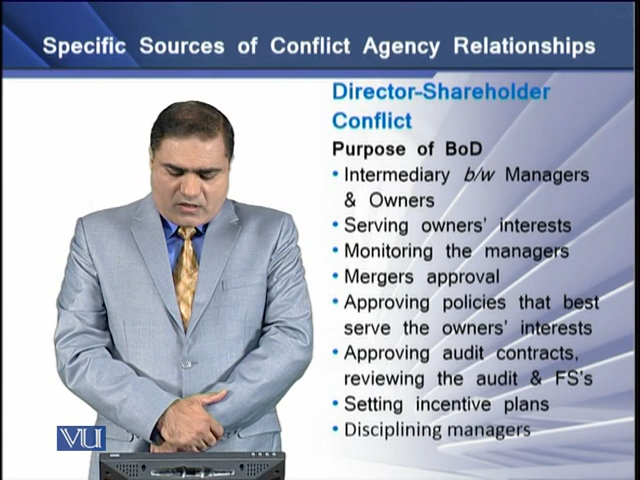 Specific Sources of Conflict Agency Relationships
Director-Shareholder
Conflict
Purpose of BoD
• Intermediary b/w Managers
& Owners
• Serving owners' interests
• Monitoring the managers
• Mergers approval
• Approving policies that best
serve the owners' interests
• Approving audit contracts,
reviewing the audit & FS's
• Setting incentive plans
• Disciplining managers
VU